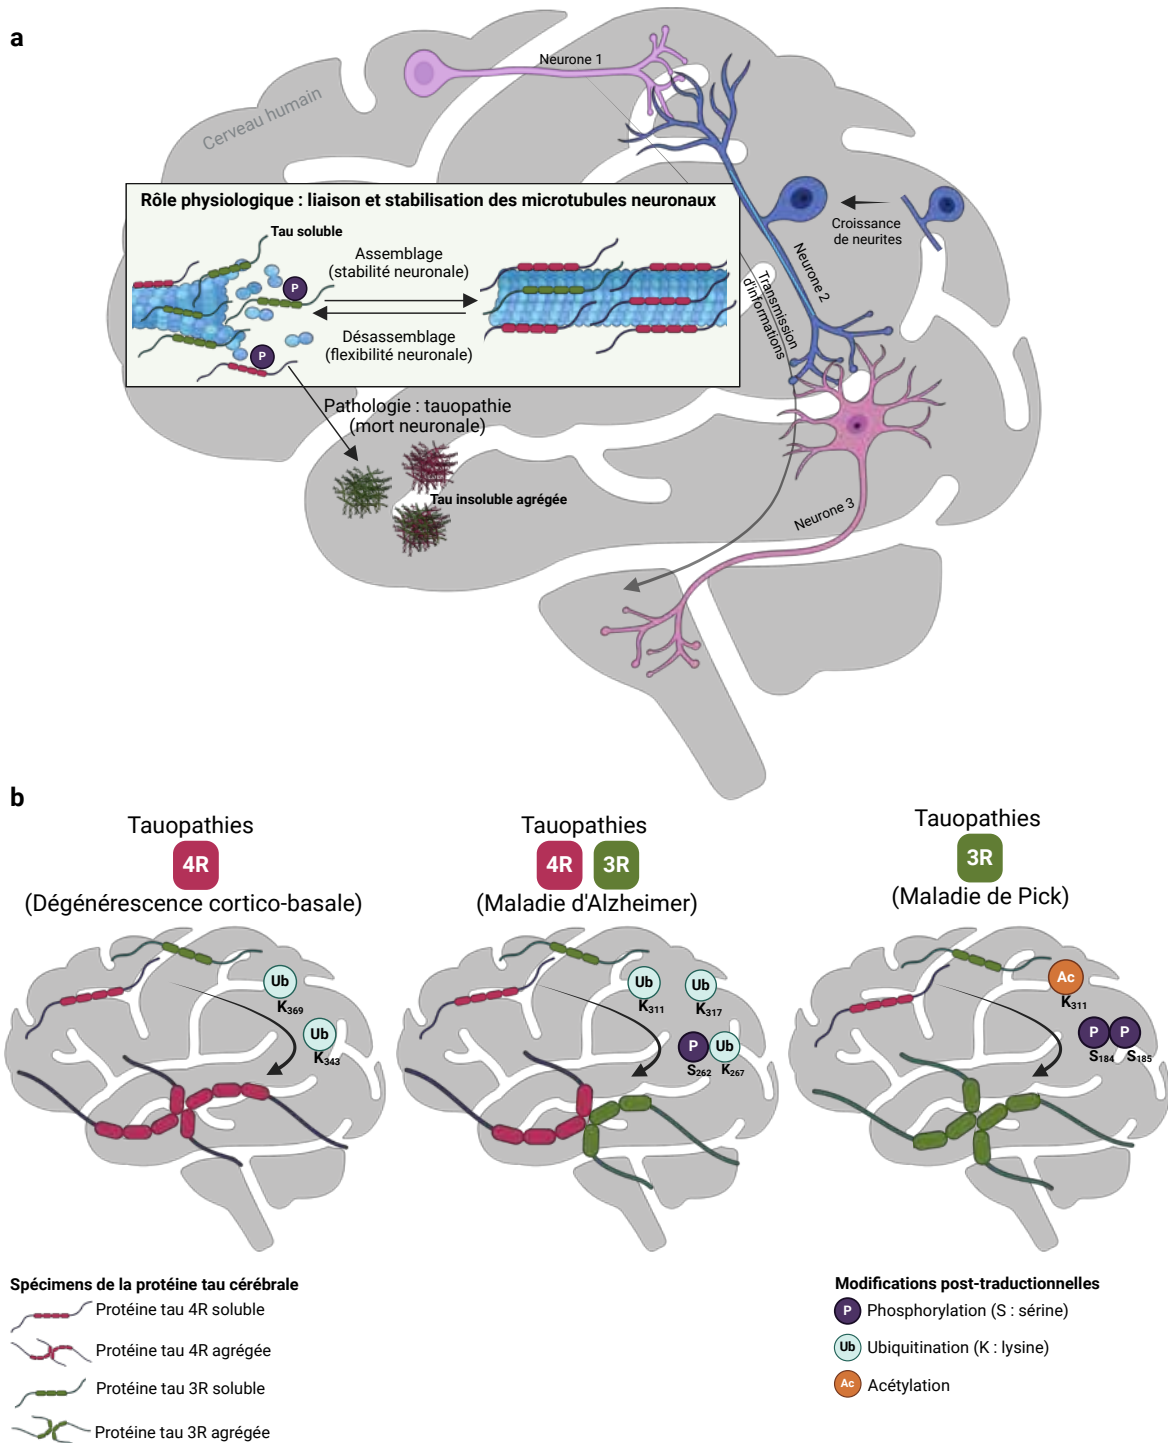 a
Neurone 1
Cerveau humain
Rôle physiologique : liaison et stabilisation des microtubules neuronaux
Tau soluble
Assemblage
(stabilité neuronale)
P
Désassemblage
(flexibilité neuronale)
P
Croissance
de neurites
Neurone 2
Transmission
d'informations
Pathologie : tauopathie
(mort neuronale)
Tau insoluble agrégée
Neurone 3
b
Tauopathies
4R
(Dégénérescence cortico-basale)
Ub
K369
Ub
K343
Tauopathies
4R 3R
(Maladie d'Alzheimer)
Ub
K311
Ub
K317
P Ub
S262 K267
Tauopathies
3R
(Maladie de Pick)
Ac
K311
P P
S184 S185
Spécimens de la protéine tau cérébrale
Protéine tau 4R soluble
Protéine tau 4R agrégée
Protéine tau 3R soluble
Protéine tau 3R agrégée
Modifications post-traductionnelles
P Phosphorylation (S : sérine)
Ub Ubiquitination (K : lysine)
Ac Acétylation